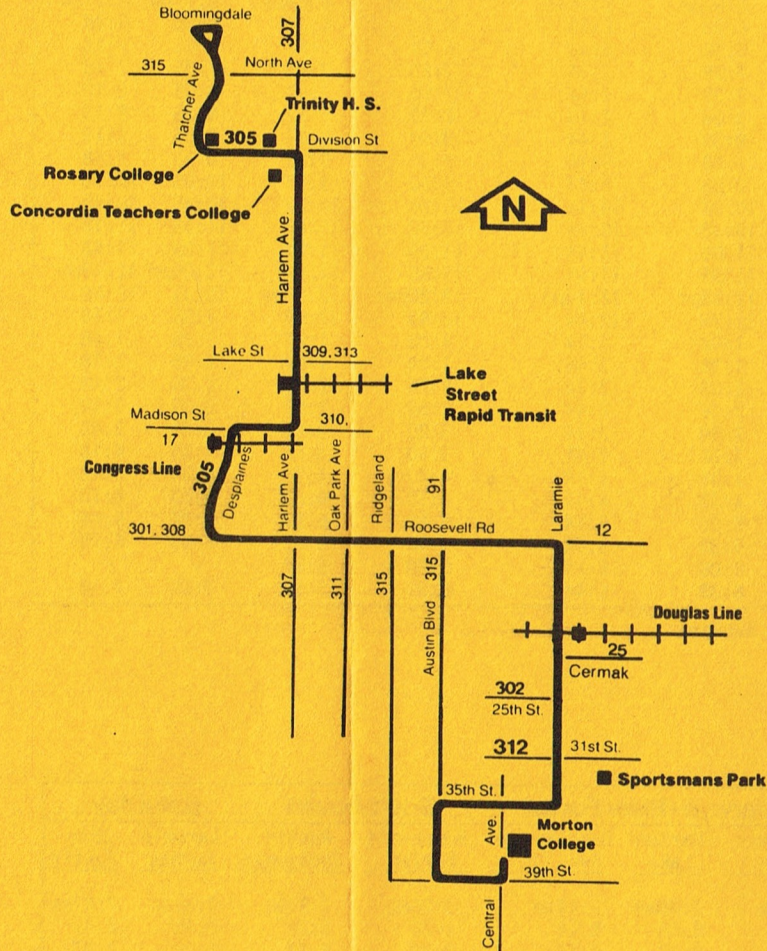 Bloomingdale
307
315
North Ave
Thatcher Ave
Trinity H. S.
305
Division St
Rosary College
Concordia Teachers College
N
Harlem Ave.
Lake St
309. 313
Lake
Street
Rapid Transit
Madison St
310.
17
Congress Line
305
Desplaines
Harlem Ave
Oak Park Ave
Ridgeland
91
Laramie
301. 308
Roosevelt Rd
12
307
311
315
315
Austin Blvd
Douglas Line
25
Cermak
302
25th St.
312
31st St.
Sportsmans Park
35th St.
Ave.
Morton
College
39th St.
Central